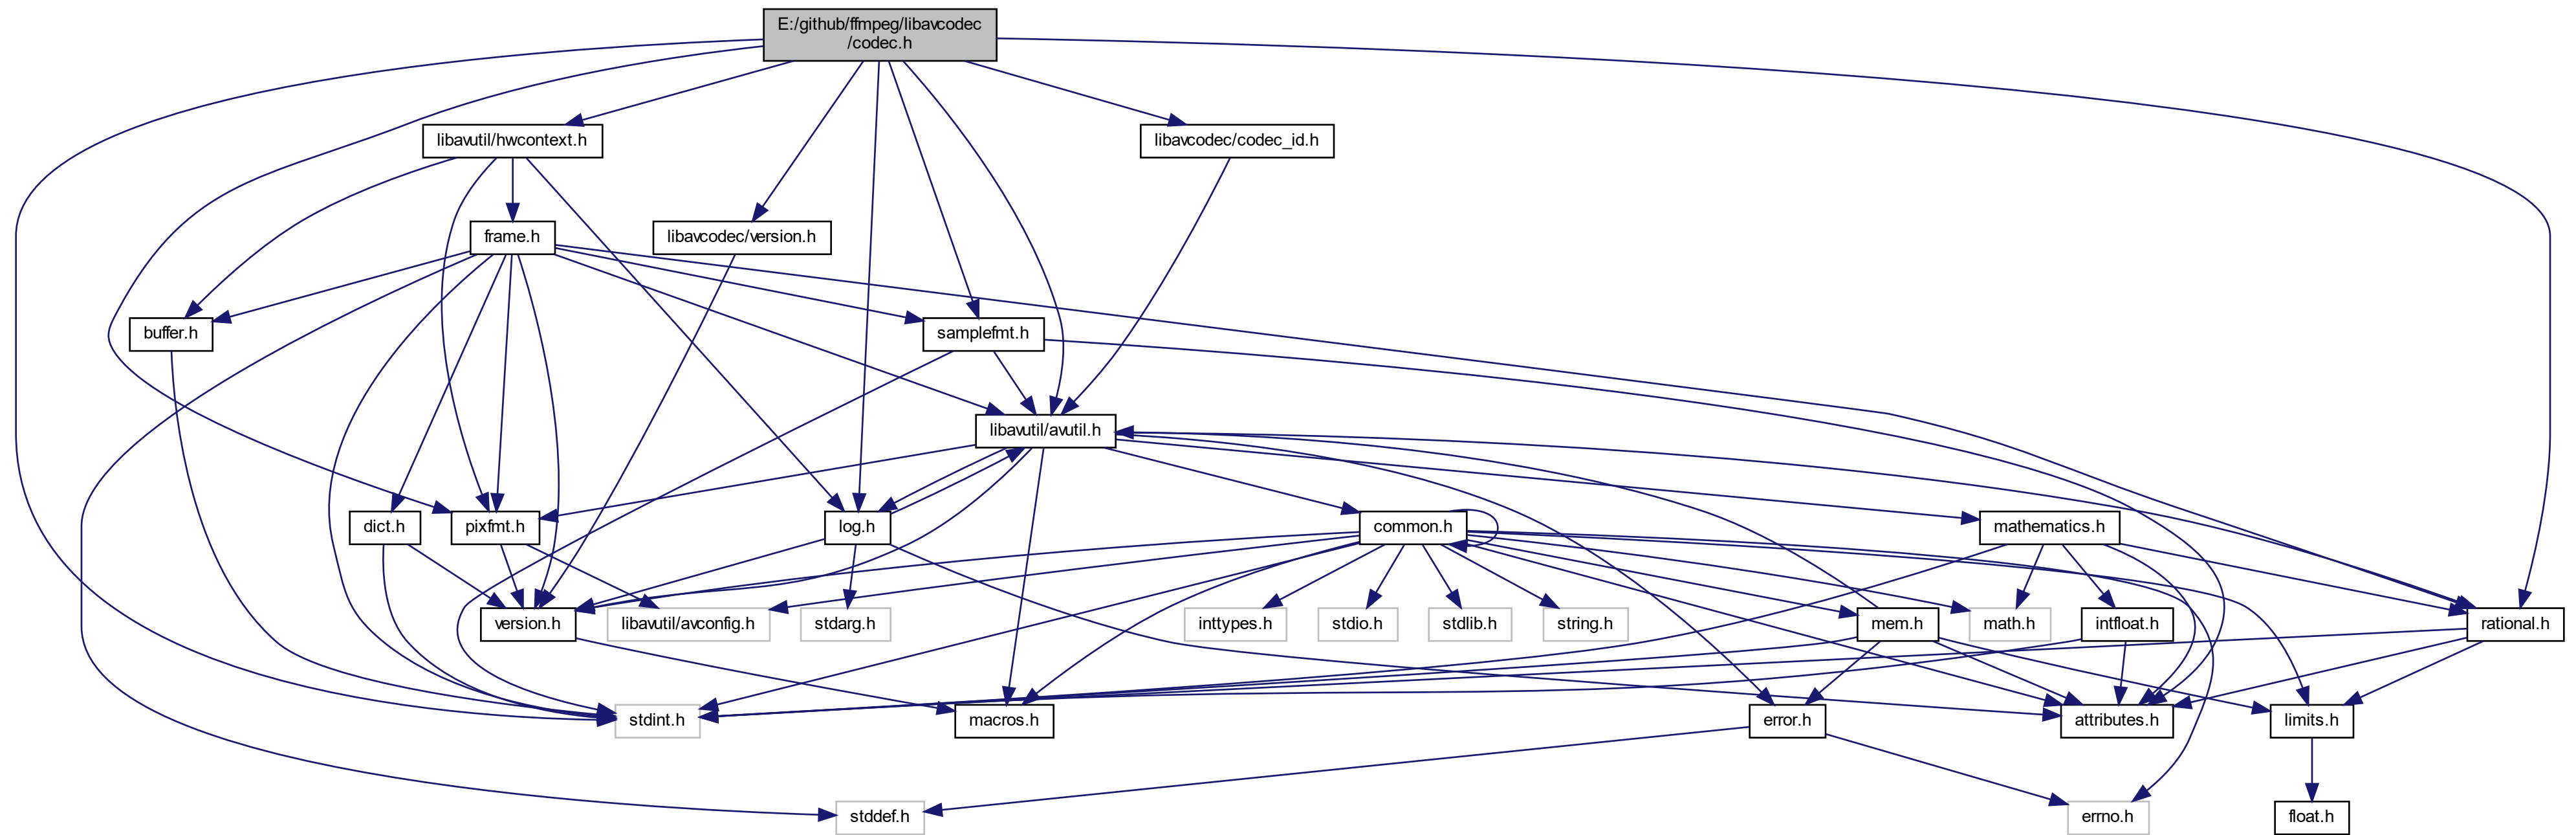 E:/github/ffmpeg/libavcodec
/codec.h
libavutil/hwcontext.h
libavcodec/codec_id.h
frame.h
libavcodec/version.h
buffer.h
samplefmt.h
libavutil/avutil.h
dict.h
pixfmt.h
log.h
common.h
mathematics.h
version.h
libavutil/avconfig.h
stdarg.h
inttypes.h
stdio.h
stdlib.h
string.h
mem.h
math.h
intfloat.h
rational.h
stdint.h
macros.h
error.h
attributes.h
limits.h
stddef.h
errno.h
float.h